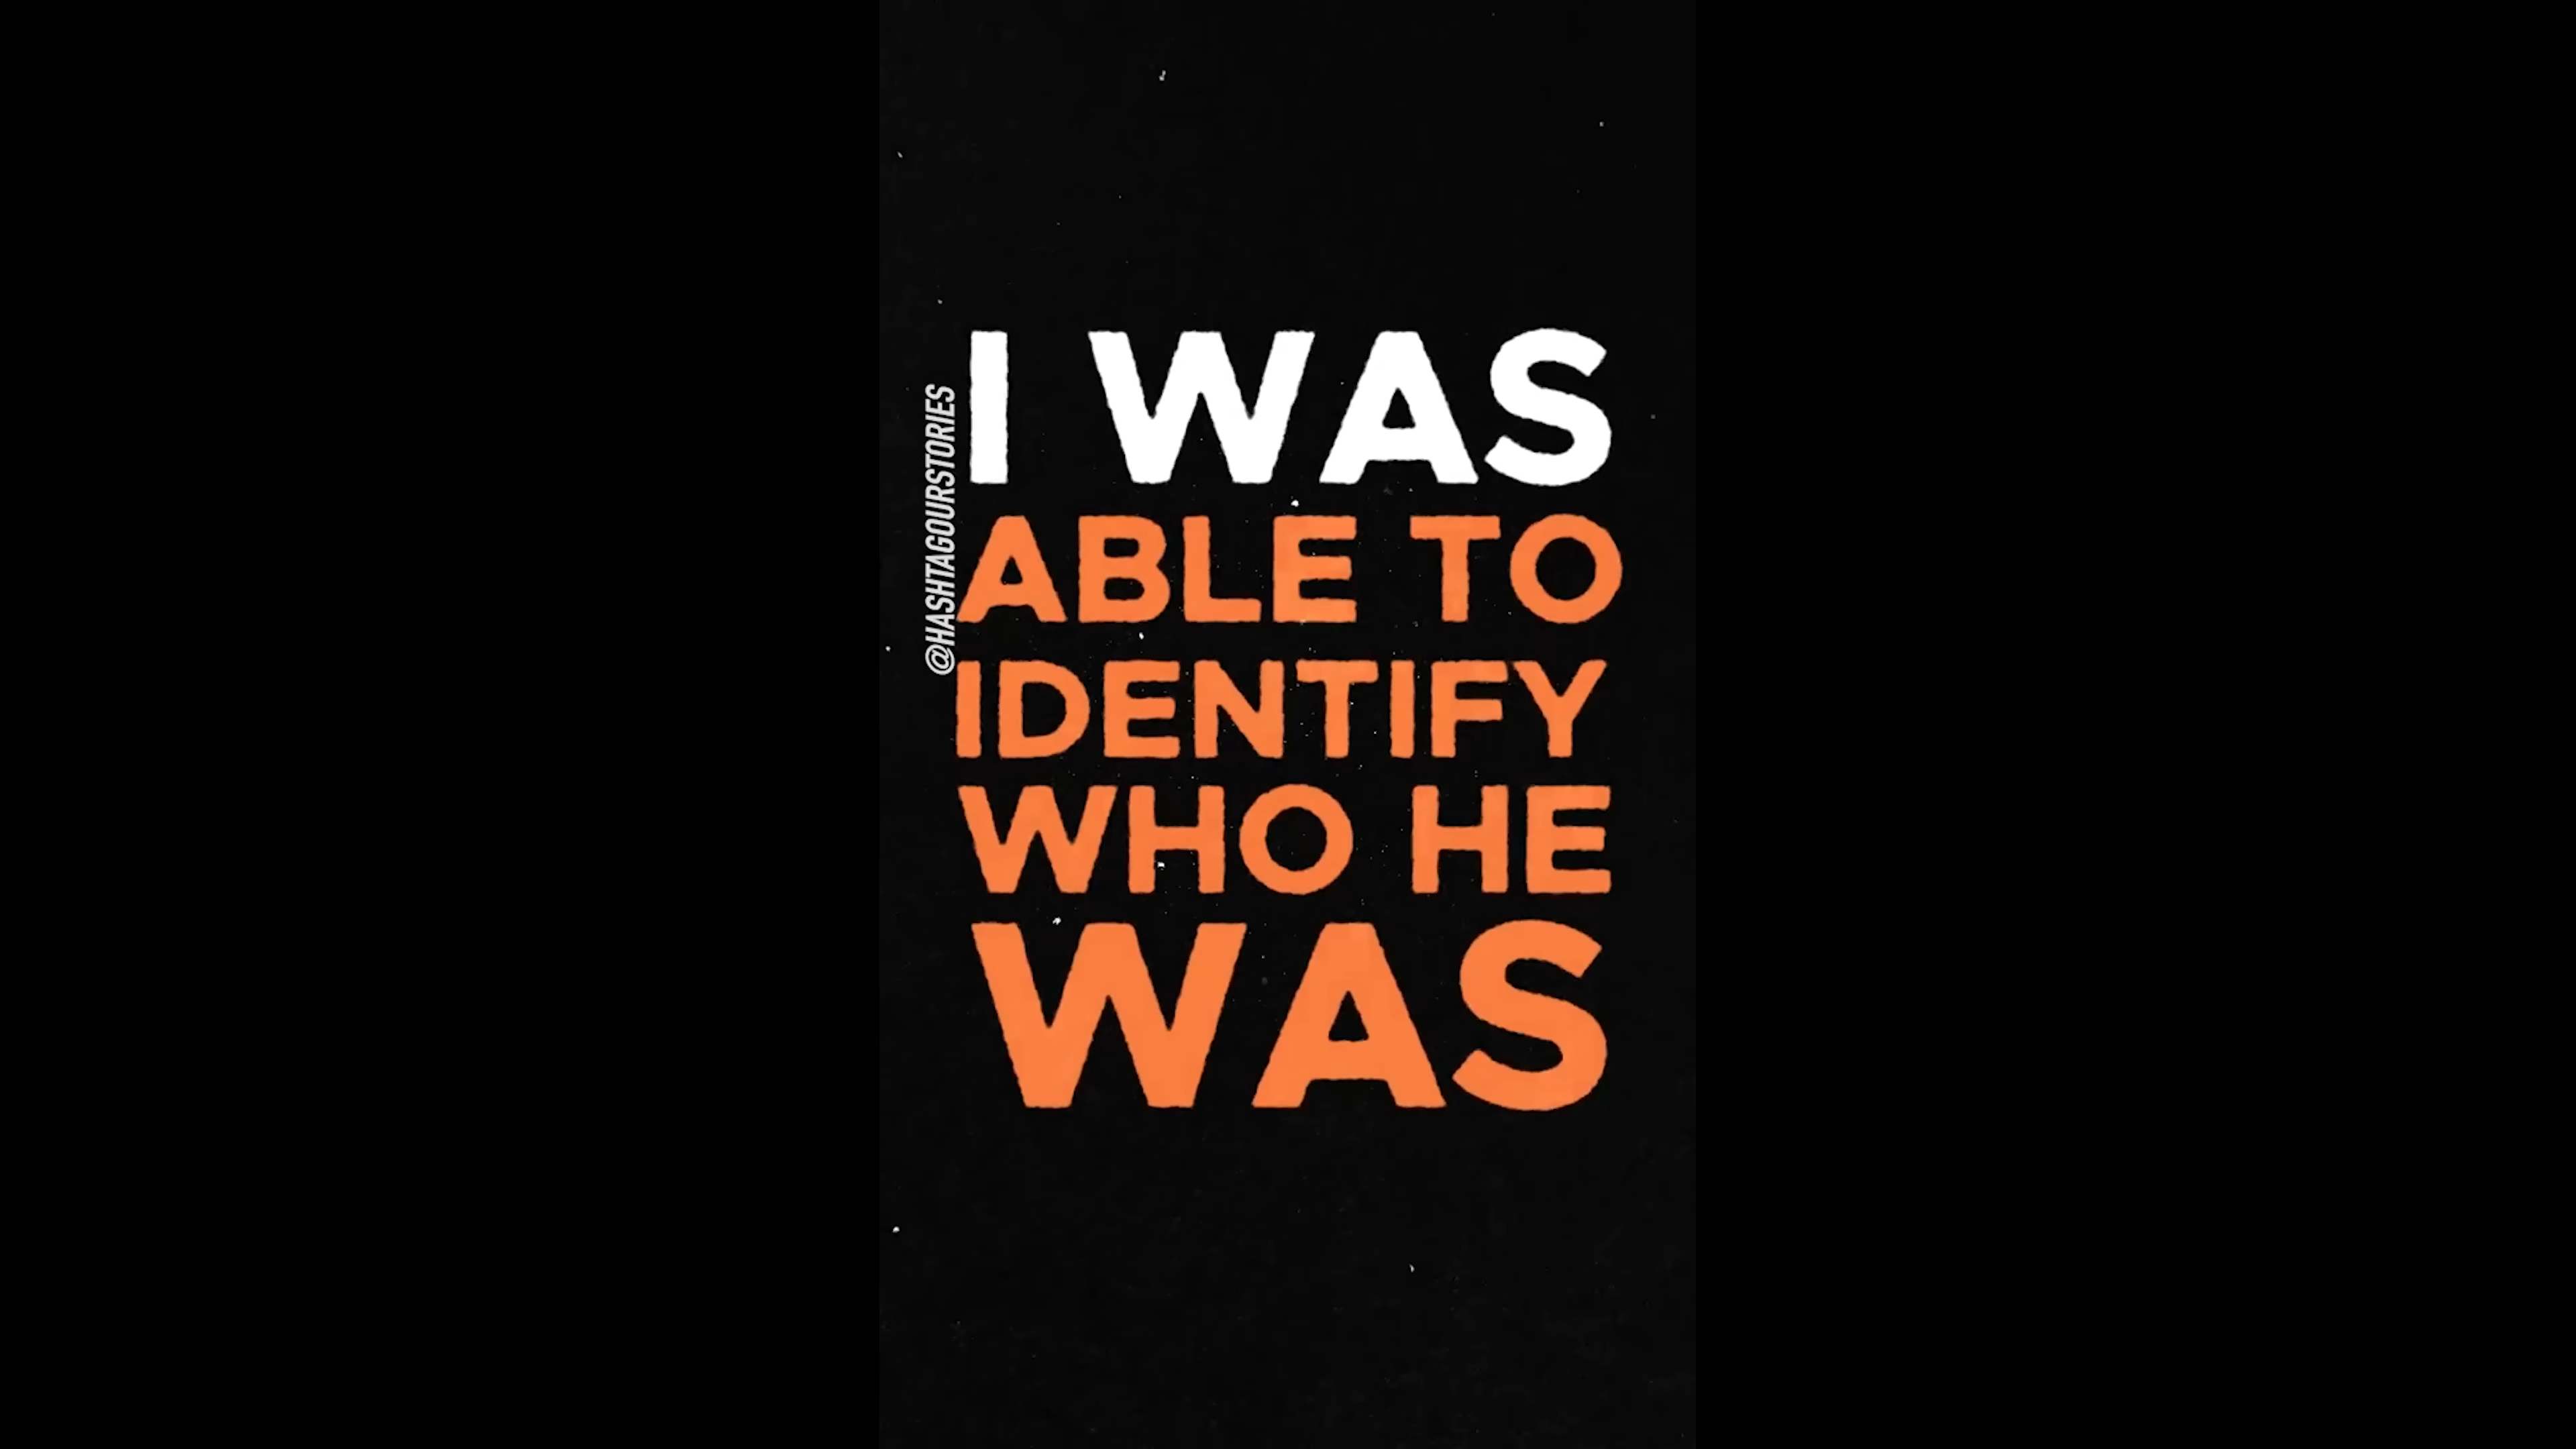 @HASHTAGOURSTORIES
I WAS
ABLE TO
IDENTIFY
WHO HE
WAS